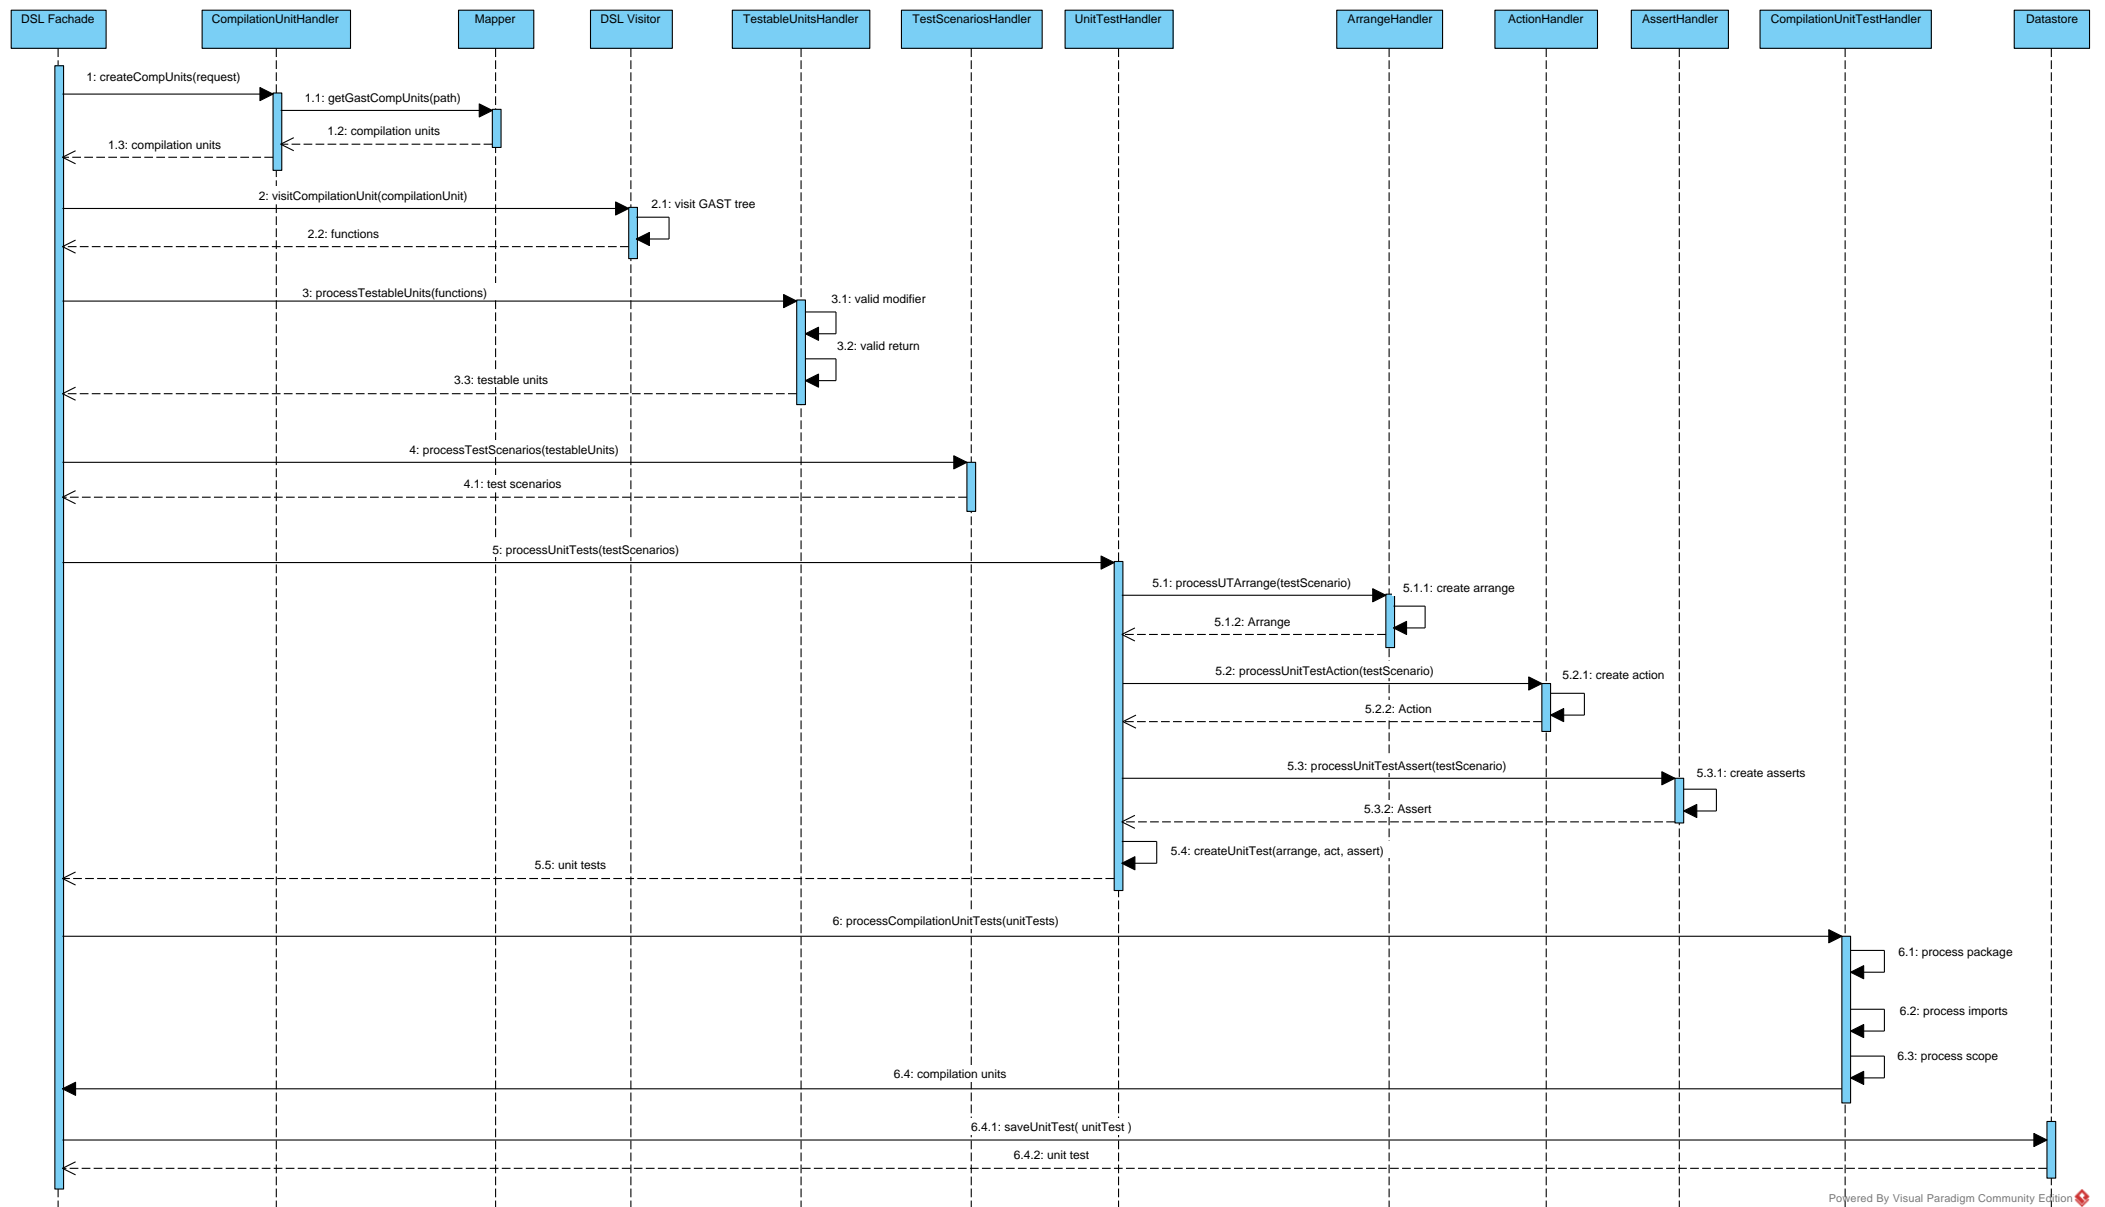 DSL Fachade
CompilationUnitHandler
Mapper
DSL Visitor
TestableUnitsHandler
TestScenariosHandler
UnitTestHandler
ArrangeHandler
ActionHandler
AssertHandler
CompilationUnitTestHandler
Datastore
1: createCompUnits(request)
1.1: getGastCompUnits(path)
1.2: compilation units
1.3: compilation units
2: visitCompilationUnit(compilationUnit)
2.1: visit GAST tree
2.2: functions
3: processTestableUnits(functions)
3.1: valid modifier
3.2: valid return
3.3: testable units
4: processTestScenarios(testableUnits)
4.1: test scenarios
5: processUnitTests(testScenarios)
5.1: processUTArrange(testScenario)
5.1.1: create arrange
5.1.2: Arrange
5.2: processUnitTestAction(testScenario)
5.2.1: create action
5.2.2: Action
5.3: processUnitTestAssert(testScenario)
5.3.1: create asserts
5.3.2: Assert
5.4: createUnitTest(arrange, act, assert)
5.5: unit tests
6: processCompilationUnitTests(unitTests)
6.1: process package
6.2: process imports
6.3: process scope
6.4: compilation units
6.4.1: saveUnitTest( unitTest )
6.4.2: unit test
Powered By Visual Paradigm Community Edition